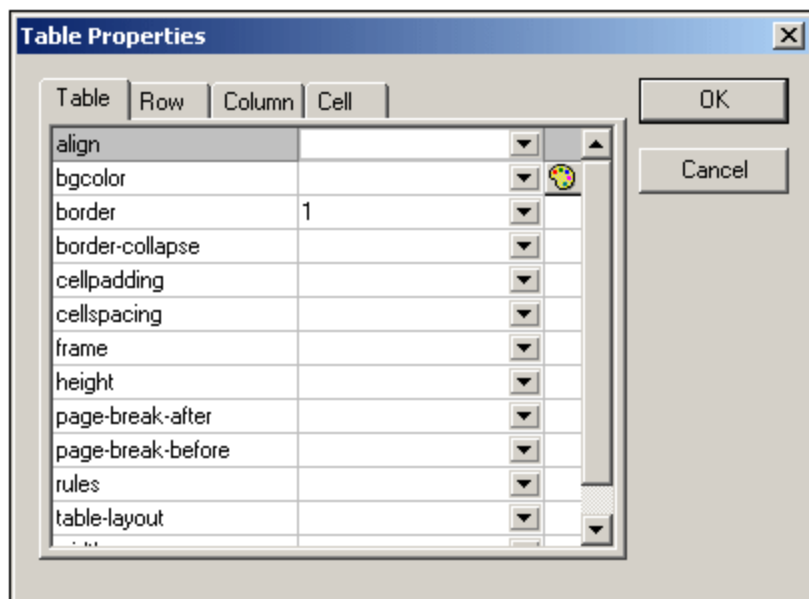 Table Properties
Table Row Column Cell
OK
Cancel
align
bgcolor
border 1
border-collapse
cellpadding
cellspacing
frame
height
page-break-after
page-break-before
rules
table-layout